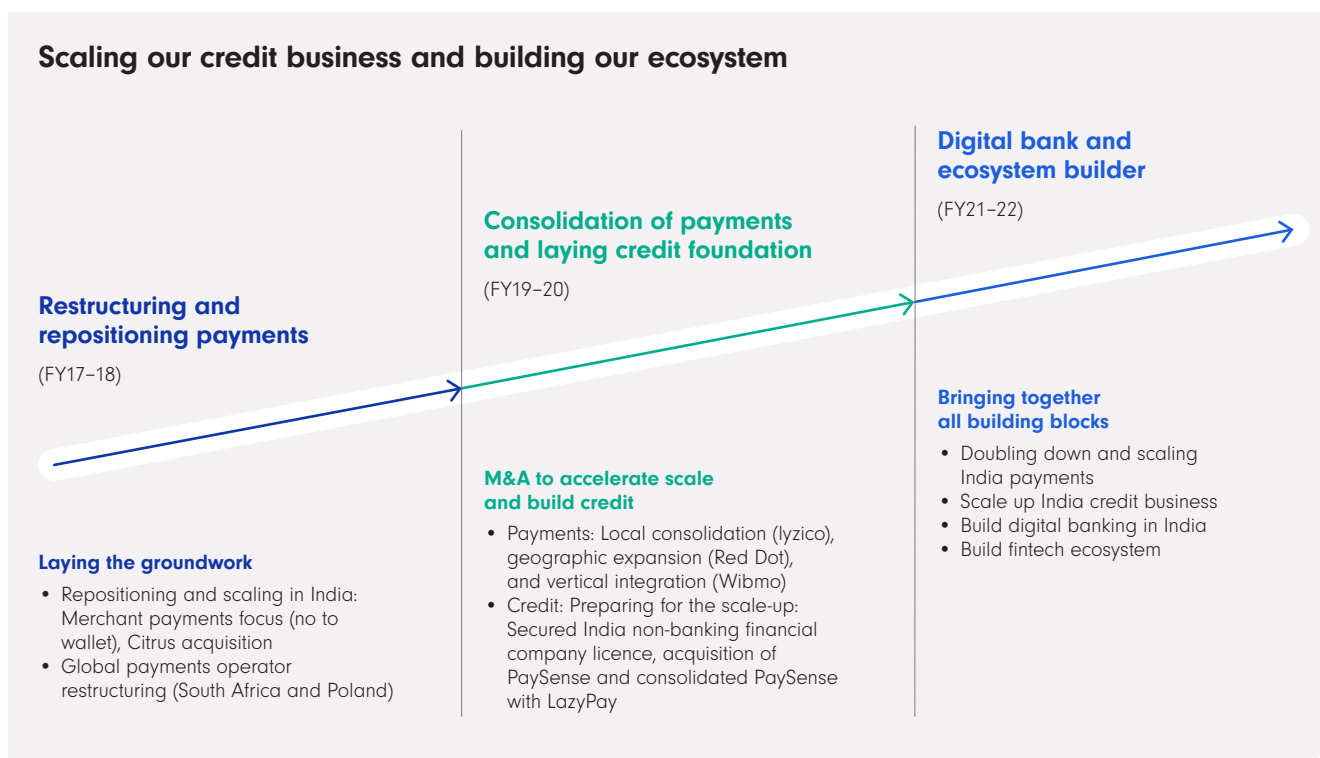 Scaling our credit business and building our ecosystem
Restructuring and
repositioning payments
(FY17–18)
Laying the groundwork
• Repositioning and scaling in India:
Merchant payments focus (no to
wallet), Citrus acquisition
• Global payments operator
restructuring (South Africa and Poland)
Consolidation of payments
and laying credit foundation
(FY19–20)
M&A to accelerate scale
and build credit
• Payments: Local consolidation (lyzico),
geographic expansion (Red Dot),
and vertical integration (Wibmo)
• Credit: Preparing for the scale-up:
Secured India non-banking financial
company licence, acquisition of
PaySense and consolidated PaySense
with LazyPay
Digital bank and
ecosystem builder
(FY21–22)
Bringing together
all building blocks
• Doubling down and scaling
India payments
• Scale up India credit business
• Build digital banking in India
• Build fintech ecosystem